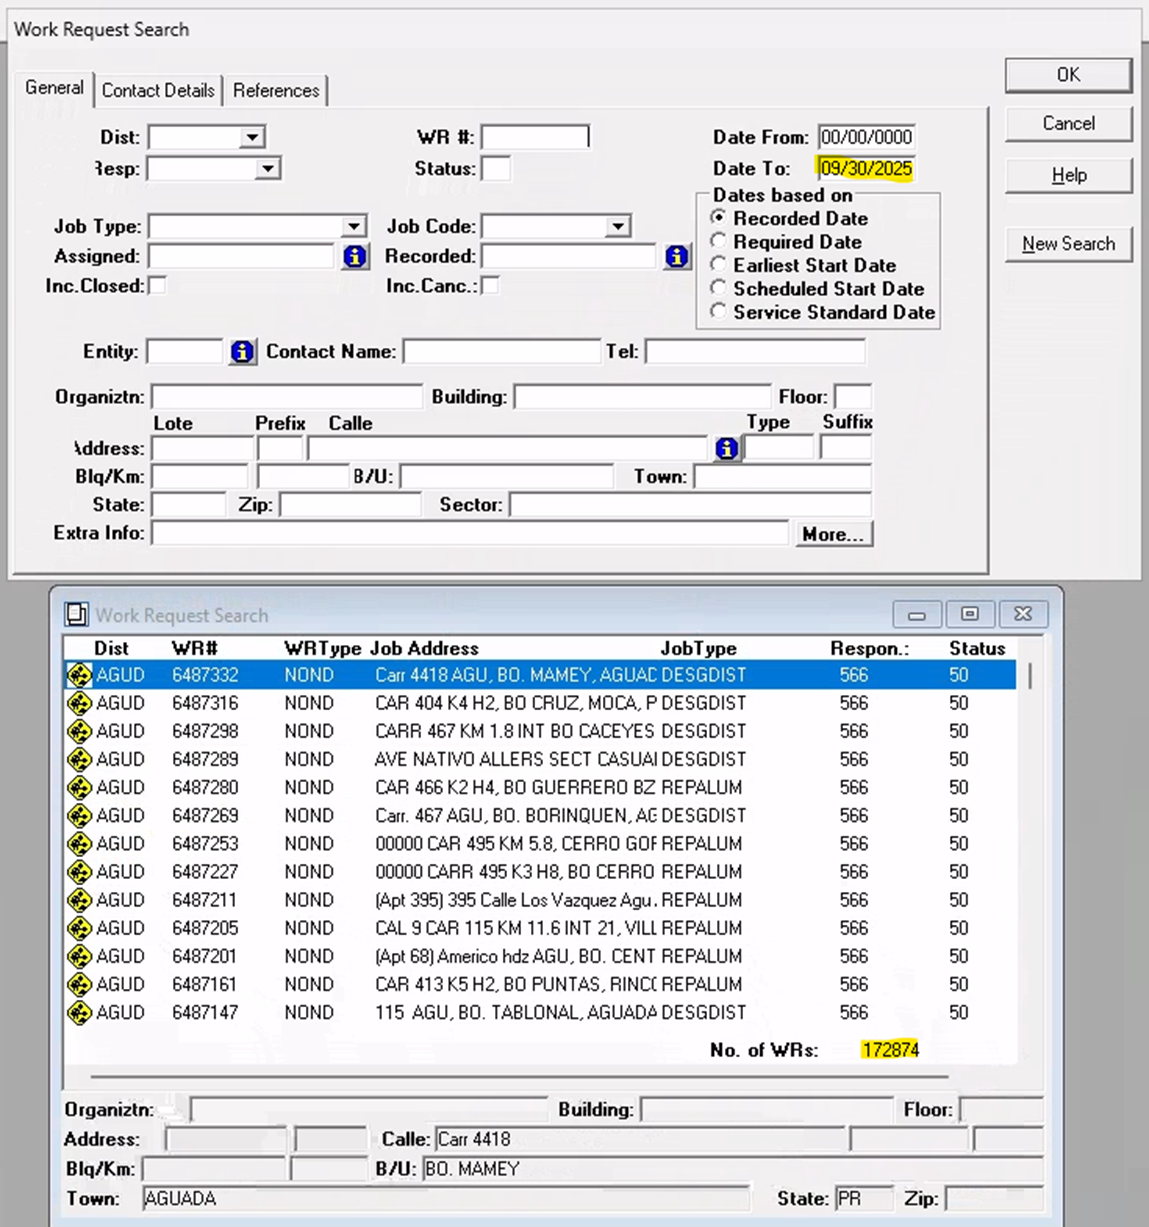 Work Request Search
General Contact Details References
OK
Cancel
Help
New Search
Dist: WR #: Date From: 00/00/0000
Resp: Status: Date To: 09/30/2025
Dates based on
Recorded Date
Required Date
Earliest Start Date
Scheduled Start Date
Service Standard Date
Job Type: Job Code:
Assigned: Recorded:
Inc.Closed: Inc.Canc.:
Entity: Contact Name: Tel:
Organiztn: Building: Floor:
Lote Prefix Calle Type Suffix
Address:
Blq/Km: B/U: Town:
State: Zip: Sector:
Extra Info: More...
Work Request Search
Dist WR# WRType Job Address JobType Respon.: Status
AGUD 6487332 NOND Carr 4418 AGU, BO. MAMEY, AGUAD DESGDIST 566 50
AGUD 6487316 NOND CAR 404 K4 H2, BO CRUZ, MOCA, P DESGDIST 566 50
AGUD 6487298 NOND CARR 467 KM 1.8 INT BO CACEYES DESGDIST 566 50
AGUD 6487289 NOND AVE NATIVO ALLERS SECT CASUAI DESGDIST 566 50
AGUD 6487280 NOND CAR 466 K2 H4, BO GUERRERO BZ REPALUM 566 50
AGUD 6487269 NOND Carr. 467 AGU, BO. BORINQUEN, AG DESGDIST 566 50
AGUD 6487253 NOND 00000 CAR 495 KM 5.8, CERRO GOF REPALUM 566 50
AGUD 6487227 NOND 00000 CARR 495 K3 H8, BO CERRO REPALUM 566 50
AGUD 6487211 NOND (Apt 395) 395 Calle Los Vazquez Agu. REPALUM 566 50
AGUD 6487205 NOND CAL 9 CAR 115 KM 11.6 INT 21, VILL REPALUM 566 50
AGUD 6487201 NOND (Apt 68) Americo hdz AGU, BO. CENT REPALUM 566 50
AGUD 6487161 NOND CAR 413 K5 H2, BO PUNTAS, RINC( REPALUM 566 50
AGUD 6487147 NOND 115 AGU, BO. TABLONAL, AGUADA DESGDIST 566 50
No. of WRs: 172874
Organiztn: Building: Floor:
Address: Calle: Carr 4418
Blq/Km: B/U: BO. MAMEY
Town: AGUADA State: PR Zip: